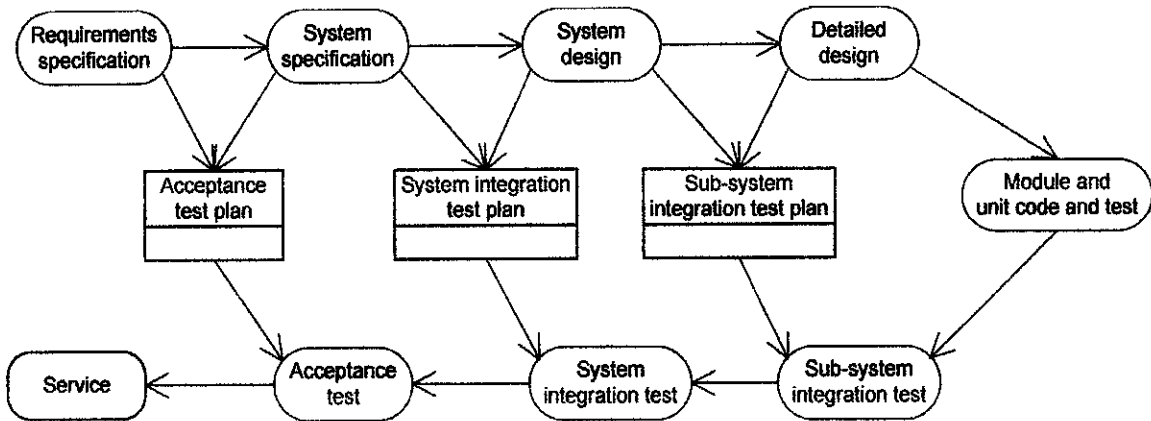 Requirements
specification
System
specification
System
design
Detailed
design
Acceptance
test plan
System integration
test plan
Sub-system
integration test plan
Module and
unit code and test
Service
Acceptance
test
System
integration test
Sub-system
integration test